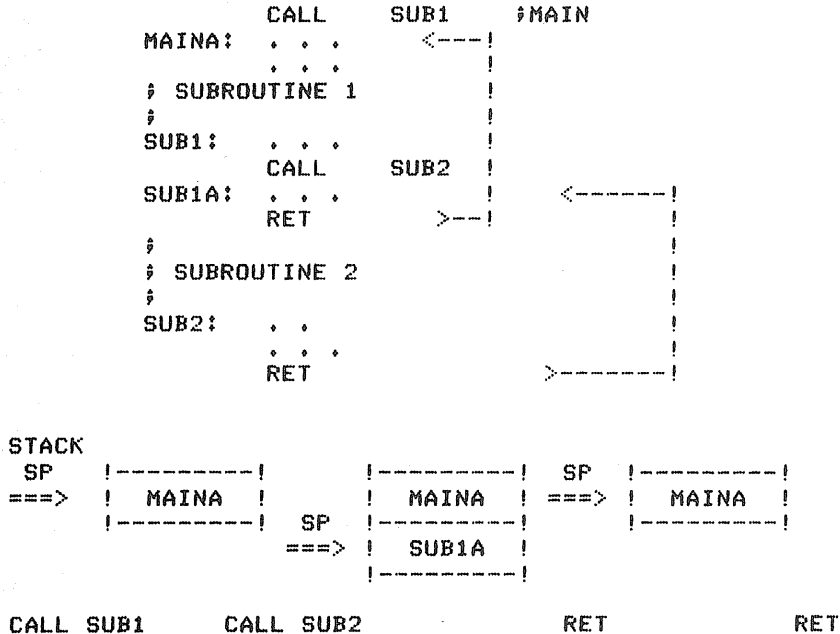 CALL    SUB1     ;MAIN
         MAINA:  . . .      <---!
                 . . .          !
         ; SUBROUTINE 1         !
         ;                      !
         SUB1:   . . .          !
                 CALL    SUB2   !
         SUB1A:  . . .          !    <-------!
                 RET         >--!            !
         ;                                   !
         ; SUBROUTINE 2                      !
         ;                                   !
         SUB2:   . .                         !
                 . . .                       !
                 RET                >-------!
STACK
 SP    !---------!       !---------!  SP   !---------!
===>   !  MAINA  !       !  MAINA  ! ===>  !  MAINA  !
       !---------!  SP   !---------!       !---------!
                   ===>  !  SUB1A  !
                         !---------!
CALL SUB1     CALL SUB2             RET              RET